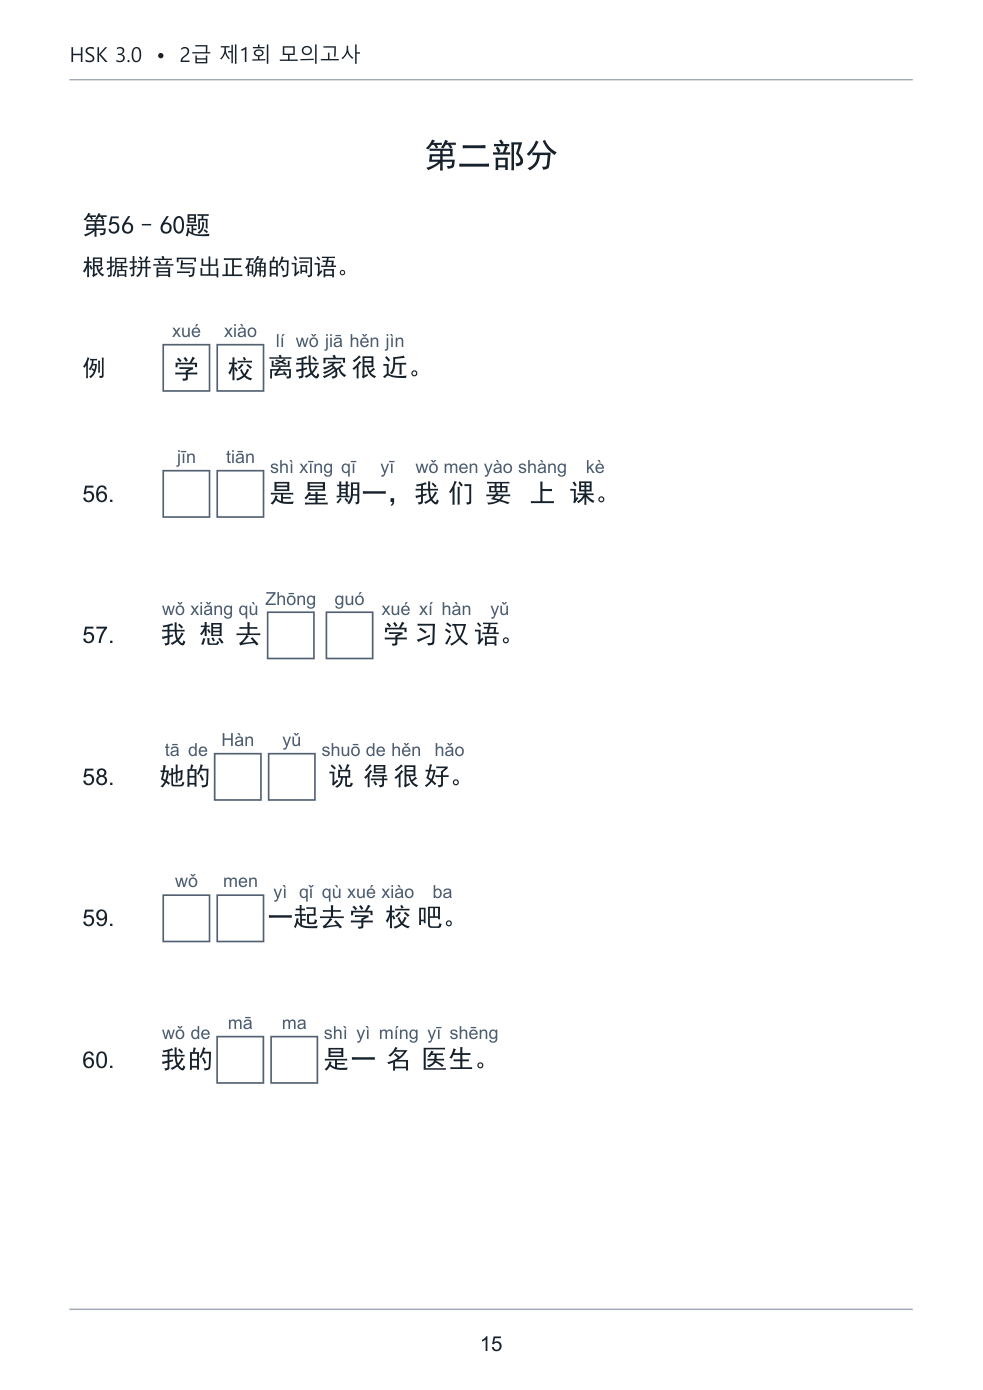 HSK 3.0 • 2급 제1회 모의고사
第二部分
第56－60题
根据拼音写出正确的词语。
xué xiào lí wǒ jiā hěn jìn
例 学 校 离我家很近。
jīn tiān shì xīng qī yī wǒ men yào shàng kè
56. 是星期一，我们要上课。
wǒ xiǎng qù Zhōng guó xué xí hàn yǔ
57. 我想去 学习汉语。
tā de Hàn yǔ shuō de hěn hǎo
58. 她的 说得很好。
wǒ men yì qǐ qù xué xiào ba
59. 一起去学校吧。
wǒ de mā ma shì yì míng yī shēng
60. 我的 是一名医生。
15